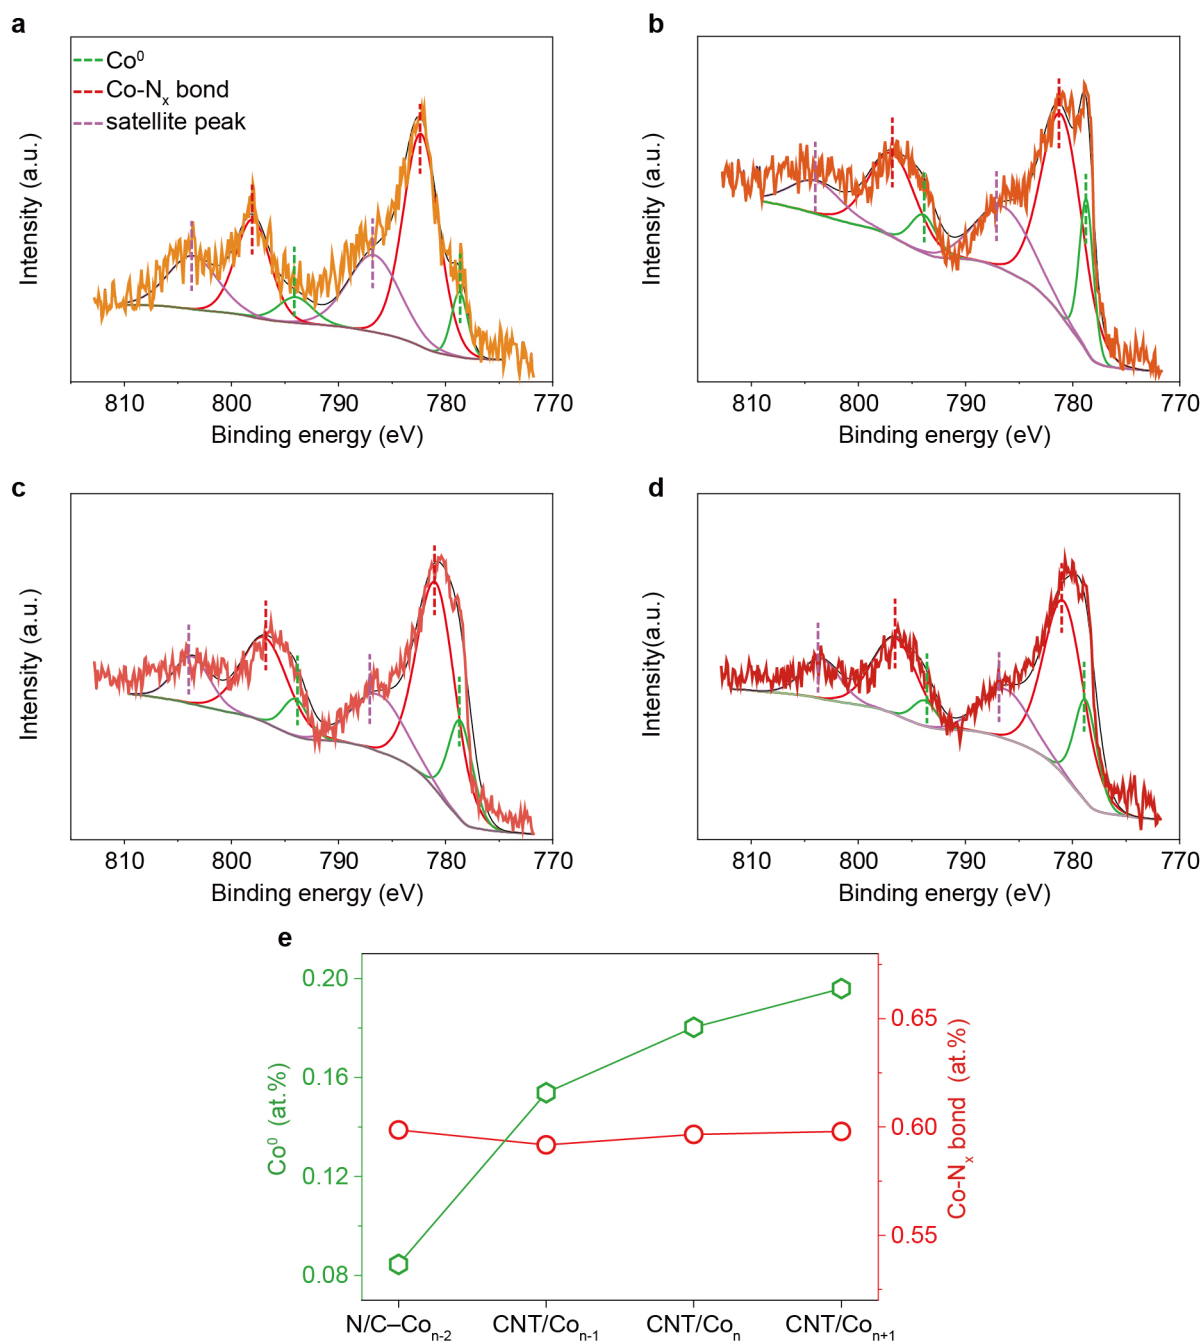 a
Co⁰
Co-Nₓ bond
satellite peak
Intensity (a.u.)
810 800 790 780 770
Binding energy (eV)
b
Intensity (a.u.)
810 800 790 780 770
Binding energy (eV)
c
Intensity (a.u.)
810 800 790 780 770
Binding energy (eV)
d
Intensity(a.u.)
810 800 790 780 770
Binding energy (eV)
e
Co⁰ (at.%)
0.20
0.16
0.12
0.08
Co-Nₓ bond (at.%)
0.65
0.60
0.55
N/C–Coₙ₋₂ CNT/Coₙ₋₁ CNT/Coₙ CNT/Coₙ₊₁